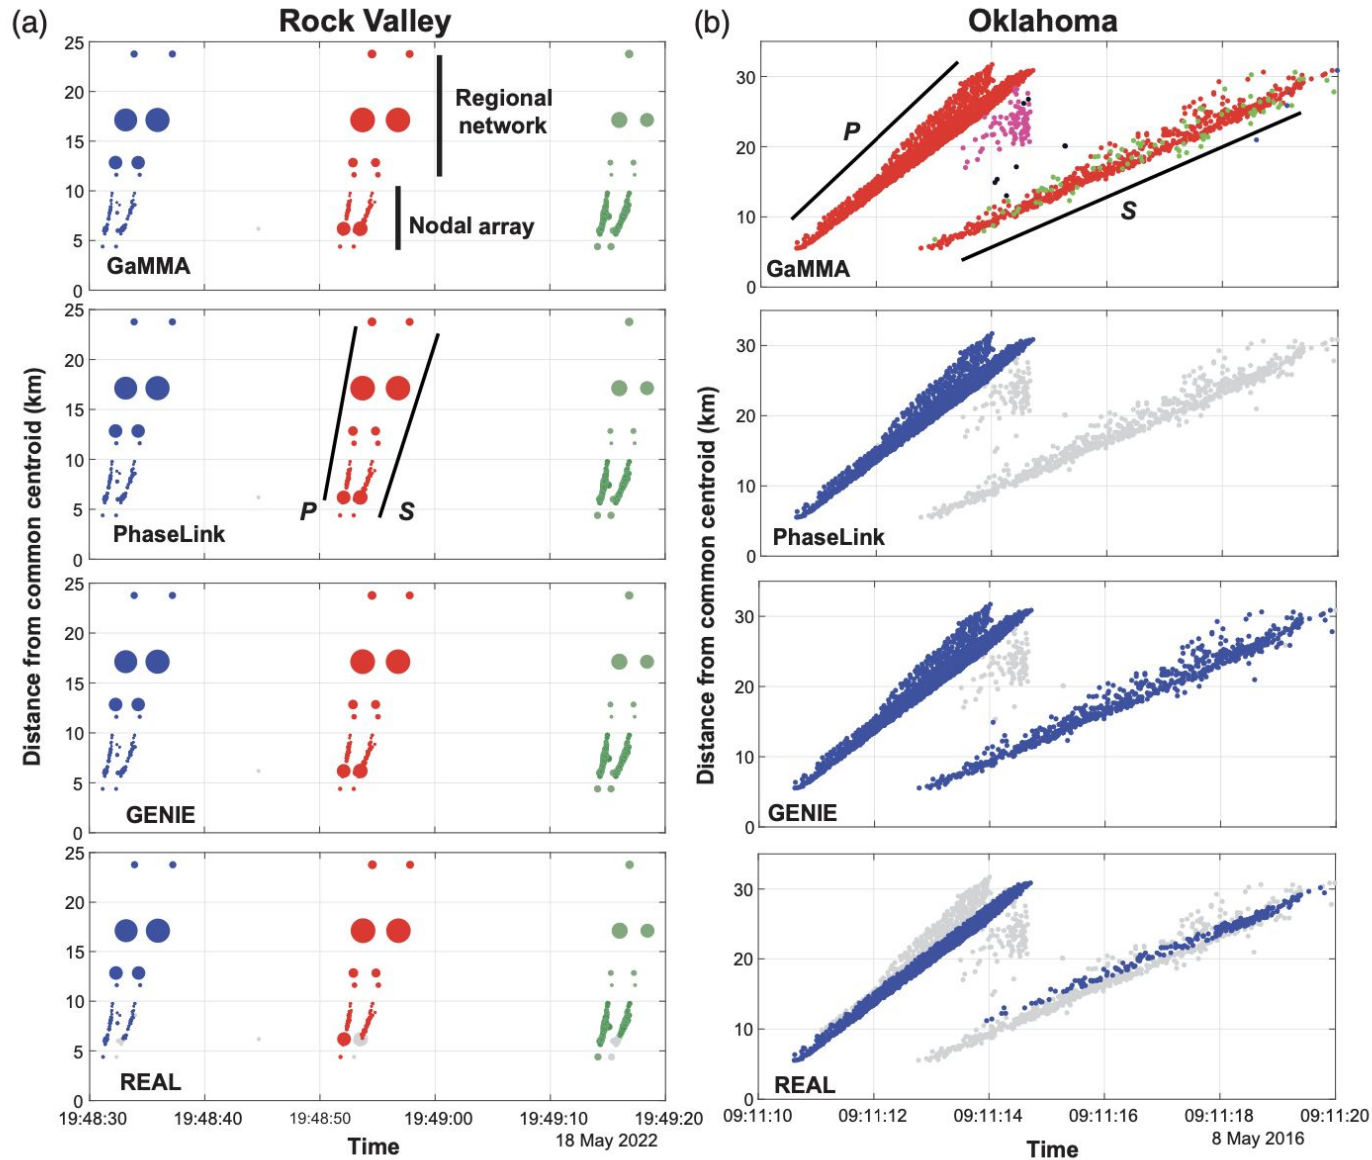 (a)
Rock Valley
(b)
Oklahoma
25
20
15
10
5
0
Regional
network
Nodal array
GaMMA
30
20
10
0
P
S
GaMMA
25
20
15
10
5
0
P
S
PhaseLink
30
20
10
0
PhaseLink
Distance from common centroid (km)
Distance from common centroid (km)
25
20
15
10
5
0
GENIE
30
20
10
0
GENIE
25
20
15
10
5
0
REAL
30
20
10
0
REAL
19:48:30 19:48:40 19:48:50 19:49:00 19:49:10 19:49:20
Time
18 May 2022
09:11:10 09:11:12 09:11:14 09:11:16 09:11:18 09:11:20
Time
8 May 2016